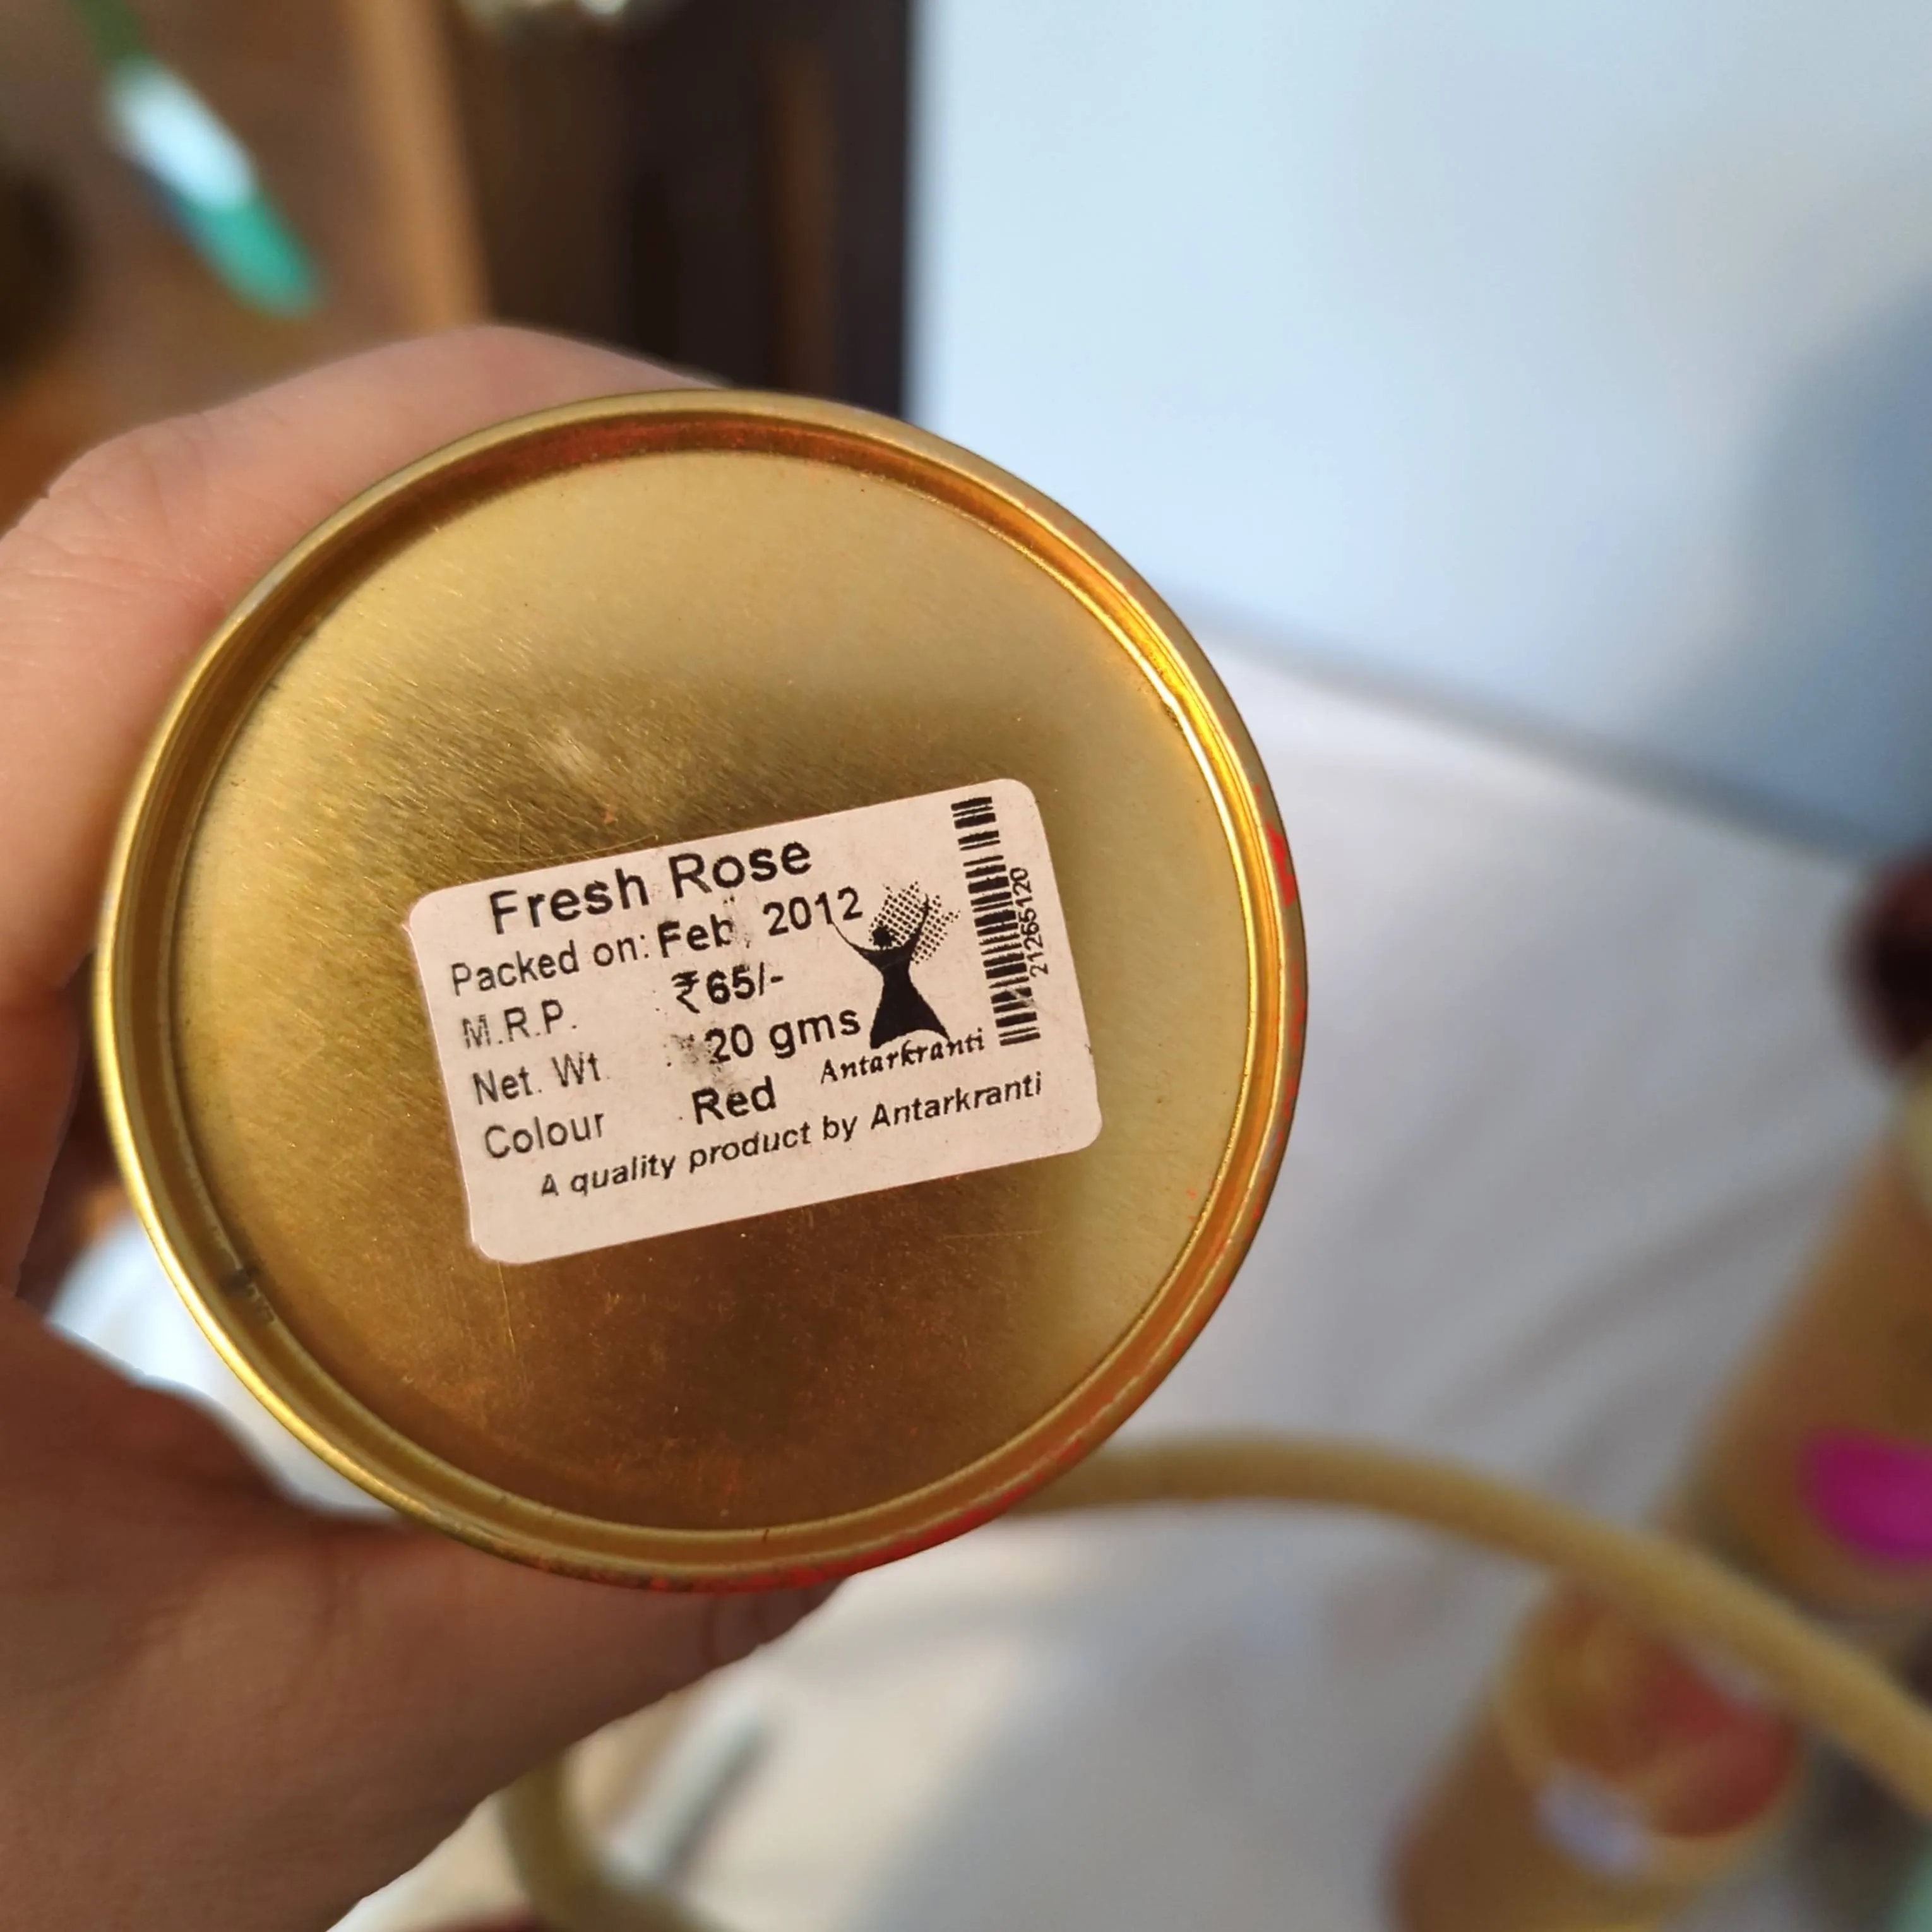 Fresh Rose
Packed on: Feb, 2012
M.R.P. : ₹65/-
Net. Wt. : 20 gms
Colour : Red
Antarkranti
A quality product by Antarkranti
21265120